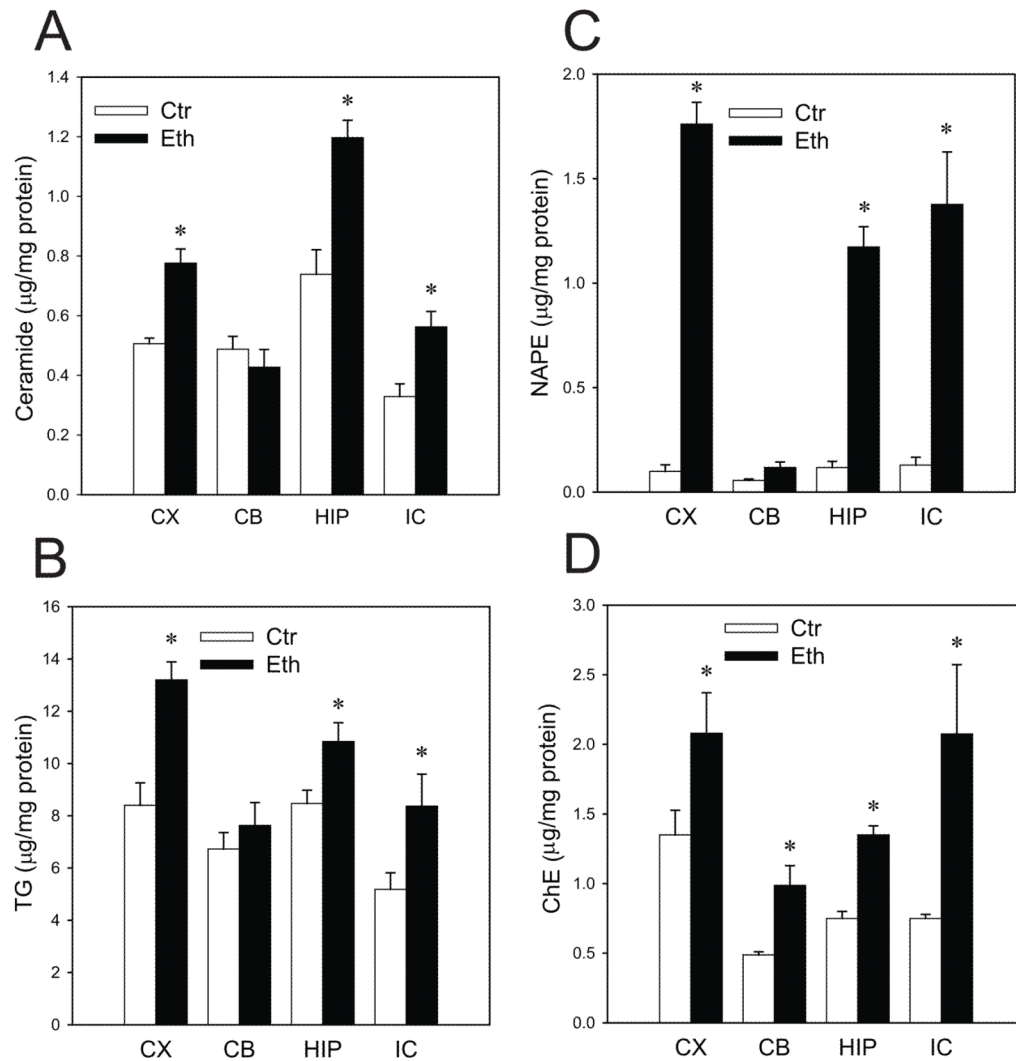 A
Ceramide (μg/mg protein)
1.4
1.2
1.0
0.8
0.6
0.4
0.2
0.0
Ctr
Eth
*
*
*
CX CB HIP IC
B
TG (μg/mg protein)
16
14
12
10
8
6
4
2
0
Ctr
Eth
*
*
*
CX CB HIP IC
C
NAPE (μg/mg protein)
2.0
1.5
1.0
0.5
0.0
Ctr
Eth
*
*
*
CX CB HIP IC
D
ChE (μg/mg protein)
3.0
2.5
2.0
1.5
1.0
0.5
0.0
Ctr
Eth
*
*
*
*
CX CB HIP IC